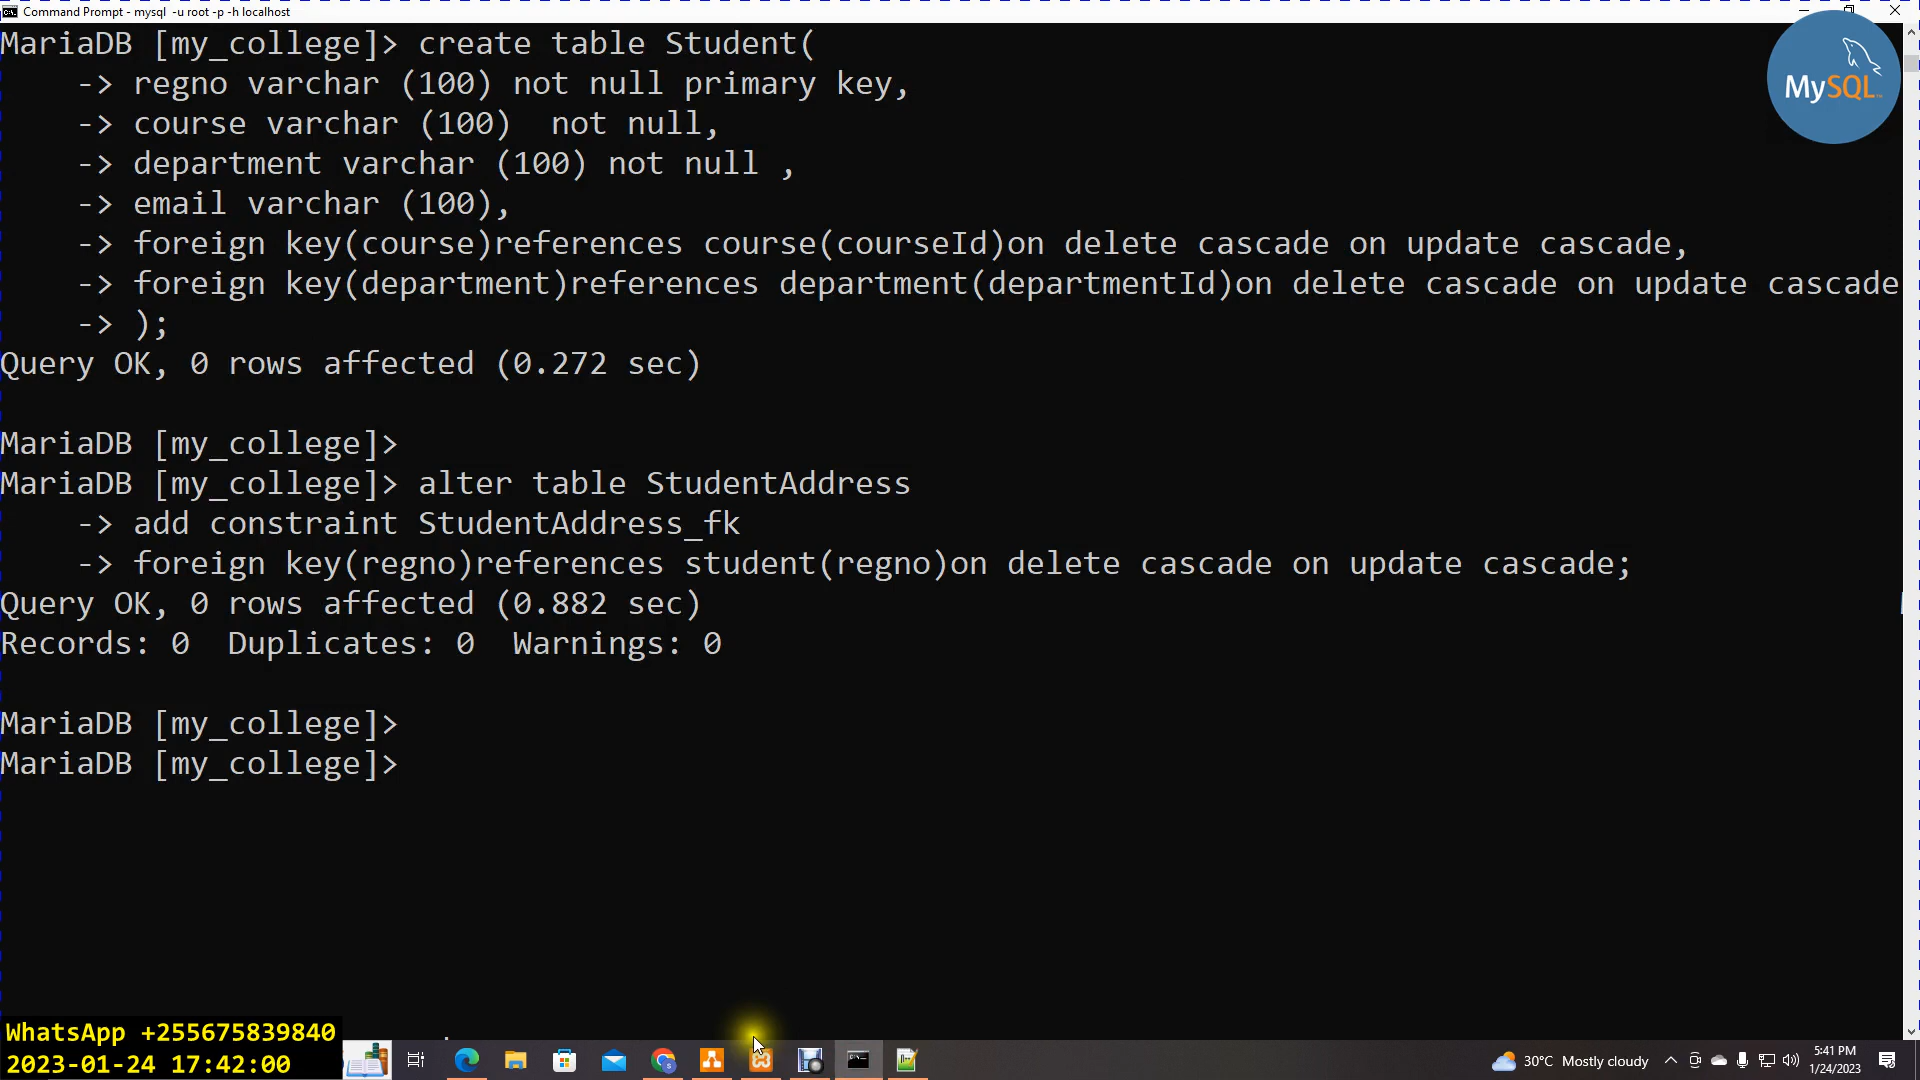 Command Prompt - mysql -u root -p -h localhost
MariaDB [my_college]> create table Student(
-> regno varchar (100) not null primary key,
-> course varchar (100)  not null,
-> department varchar (100) not null ,
-> email varchar (100),
-> foreign key(course)references course(courseId)on delete cascade on update cascade,
-> foreign key(department)references department(departmentId)on delete cascade on update cascade
-> );
Query OK, 0 rows affected (0.272 sec)
MariaDB [my_college]>
MariaDB [my_college]> alter table StudentAddress
-> add constraint StudentAddress_fk
-> foreign key(regno)references student(regno)on delete cascade on update cascade;
Query OK, 0 rows affected (0.882 sec)
Records: 0  Duplicates: 0  Warnings: 0
MariaDB [my_college]>
MariaDB [my_college]>
MySQL™
WhatsApp +255675839840
2023-01-24 17:42:00
30°C Mostly cloudy
5:41 PM
1/24/2023